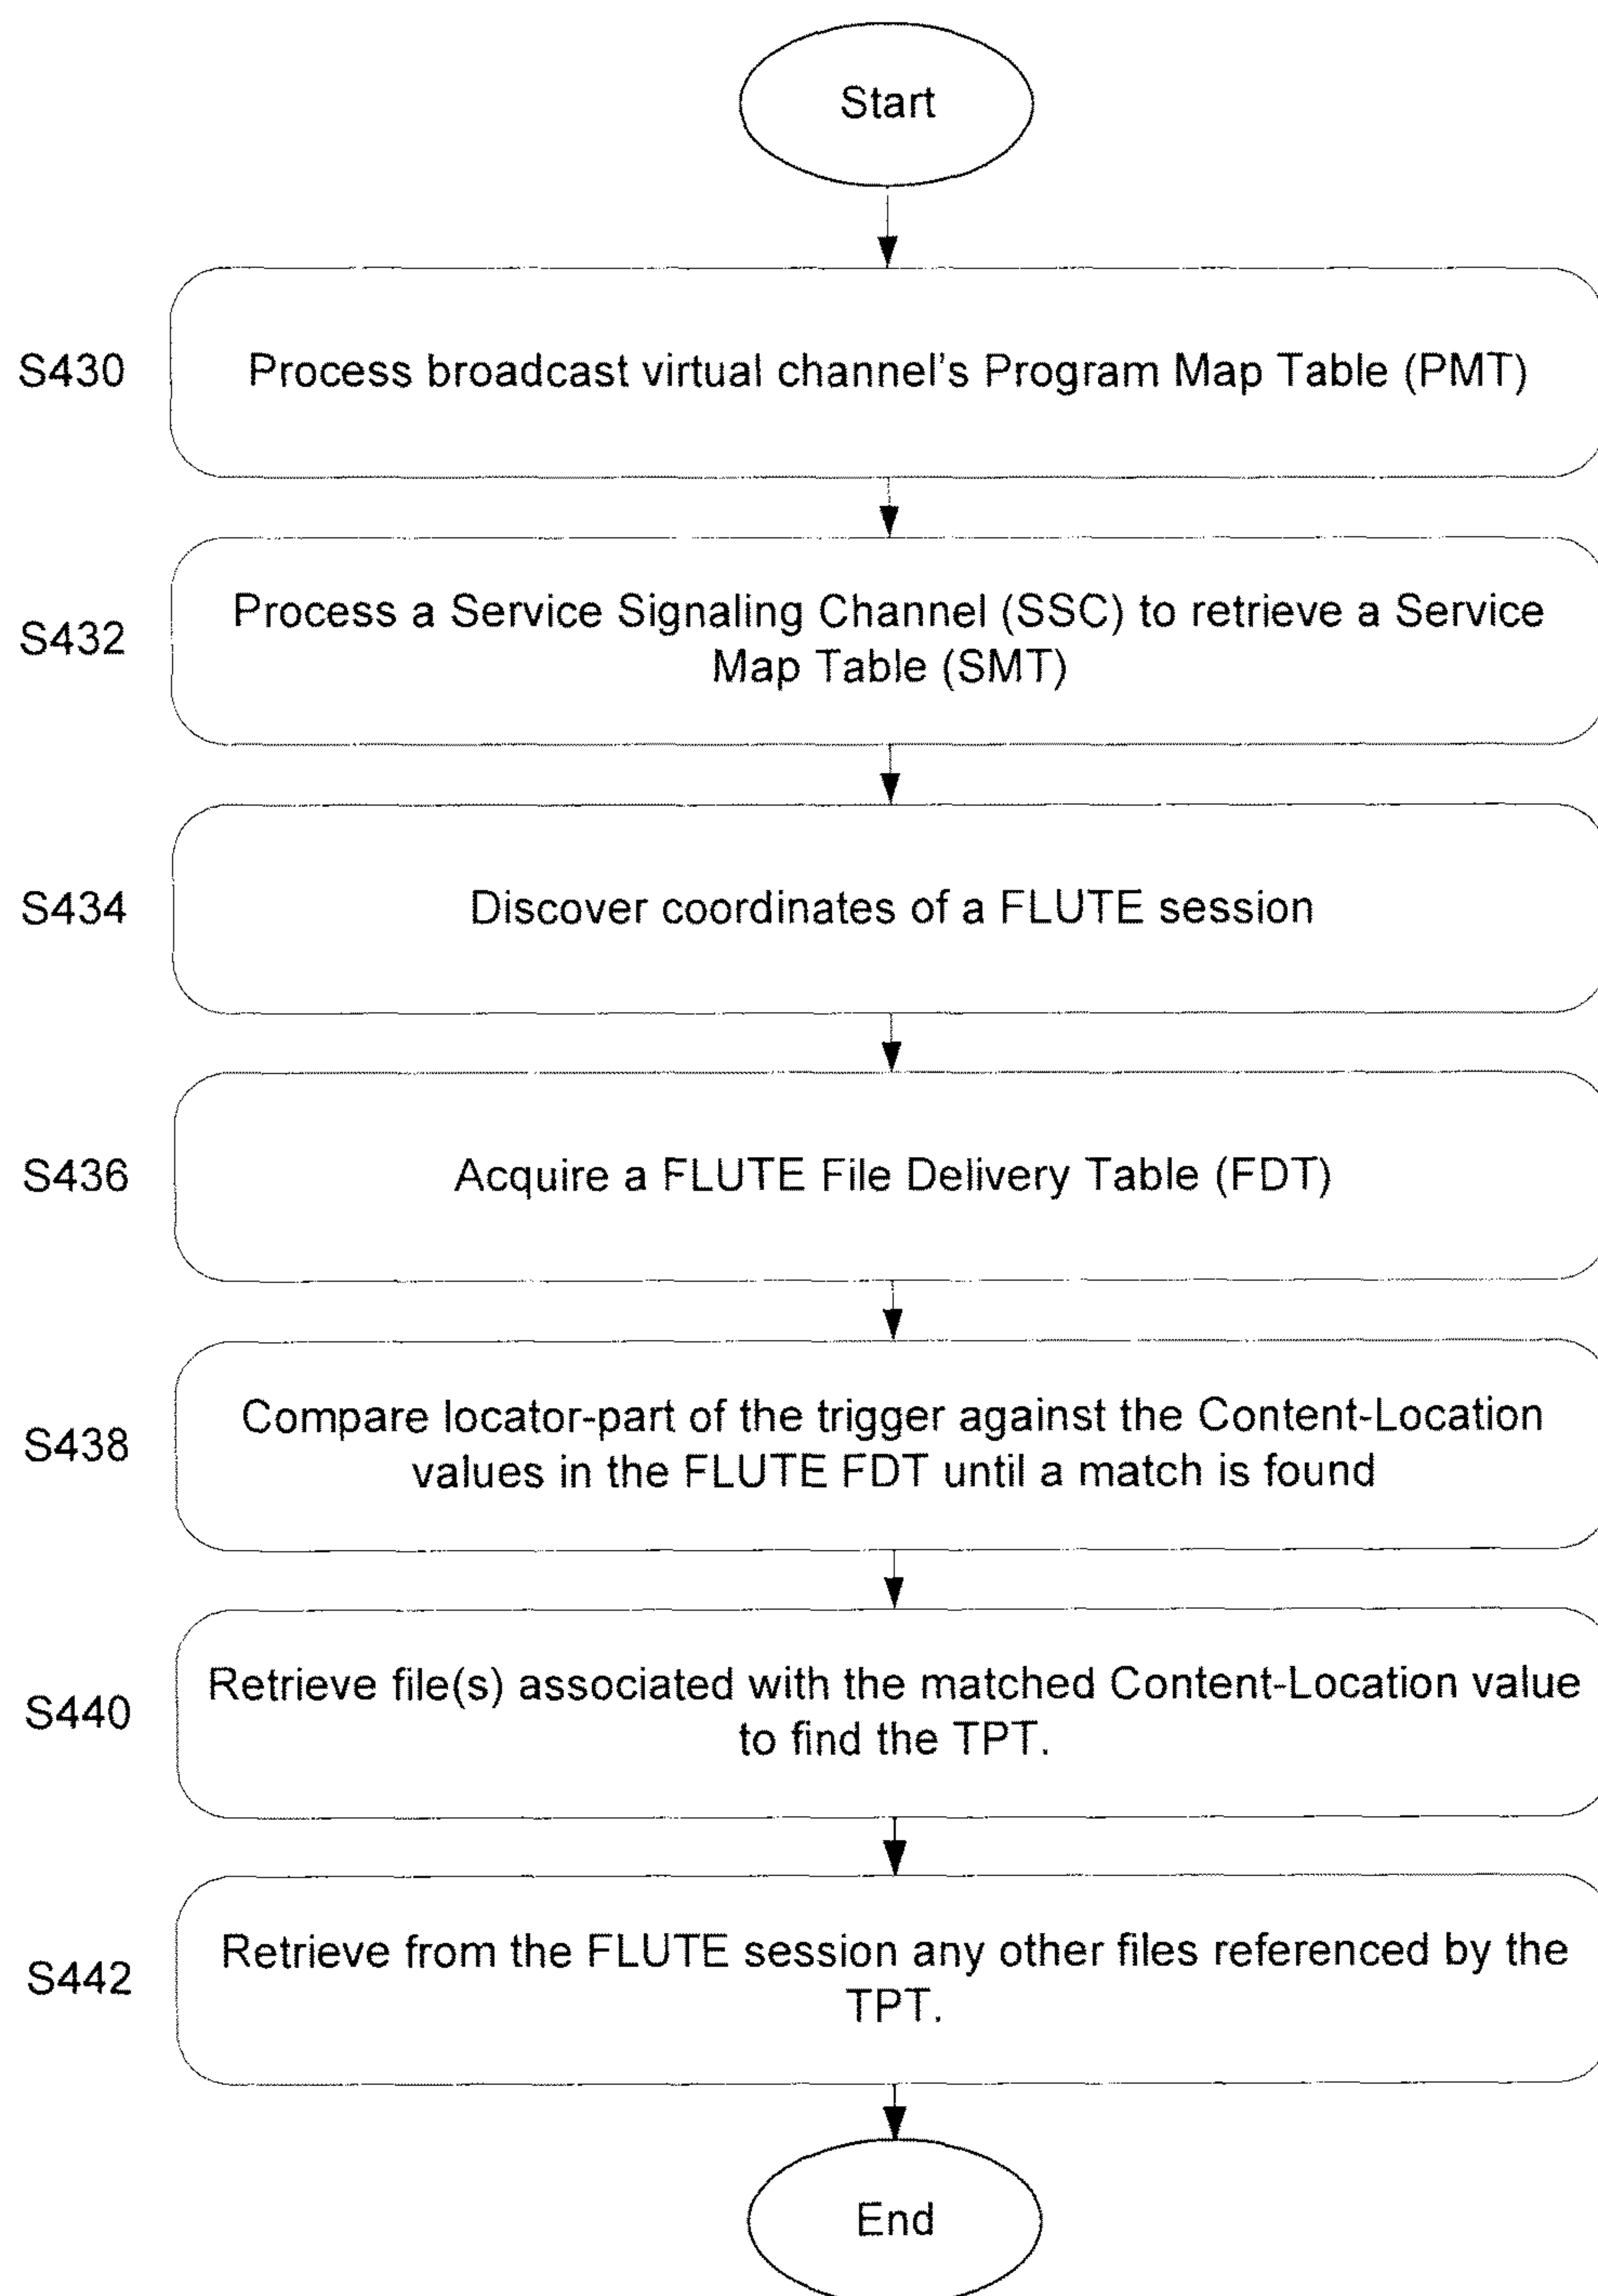 Start
S430
Process broadcast virtual channel's Program Map Table (PMT)
S432
Process a Service Signaling Channel (SSC) to retrieve a Service
Map Table (SMT)
S434
Discover coordinates of a FLUTE session
S436
Acquire a FLUTE File Delivery Table (FDT)
S438
Compare locator-part of the trigger against the Content-Location
values in the FLUTE FDT until a match is found
S440
Retrieve file(s) associated with the matched Content-Location value
to find the TPT.
S442
Retrieve from the FLUTE session any other files referenced by the
TPT.
End